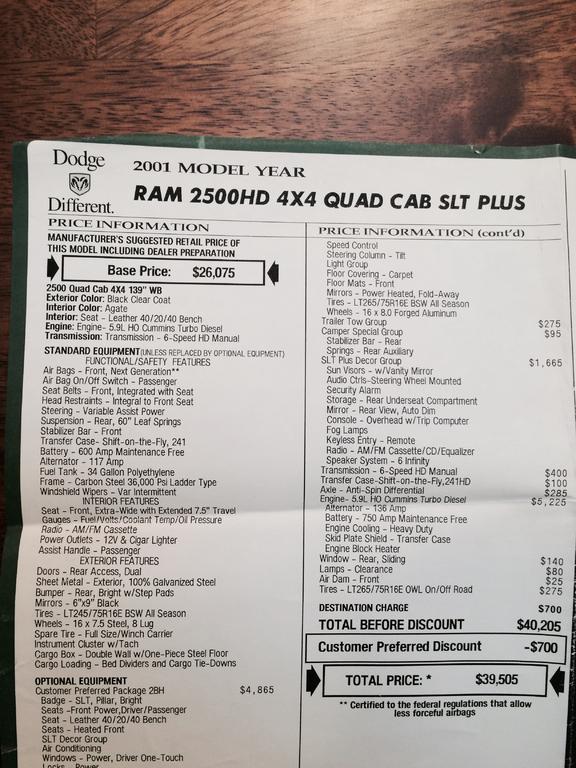 Dodge
Different.
2001 MODEL YEAR
RAM 2500HD 4X4 QUAD CAB SLT PLUS
PRICE INFORMATION
MANUFACTURER'S SUGGESTED RETAIL PRICE OF
THIS MODEL INCLUDING DEALER PREPARATION
Base Price: $26,075
2500 Quad Cab 4X4 139" WB
Exterior Color: Black Clear Coat
Interior Color: Agate
Interior: Seat - Leather 40/20/40 Bench
Engine: Engine- 5.9L HO Cummins Turbo Diesel
Transmission: Transmission - 6-Speed HD Manual
STANDARD EQUIPMENT (UNLESS REPLACED BY OPTIONAL EQUIPMENT)
FUNCTIONAL/SAFETY FEATURES
Air Bags - Front, Next Generation**
Air Bag On/Off Switch - Passenger
Seat Belts - Front, Integrated with Seat
Head Restraints - Integral to Front Seat
Steering - Variable Assist Power
Suspension - Rear, 60" Leaf Springs
Stabilizer Bar - Front
Transfer Case- Shift-on-the-Fly, 241
Battery - 600 Amp Maintenance Free
Alternator - 117 Amp
Fuel Tank - 34 Gallon Polyethylene
Frame - Carbon Steel 36,000 Psi Ladder Type
Windshield Wipers - Var Intermittent
INTERIOR FEATURES
Seat - Front, Extra-Wide with Extended 7.5" Travel
Gauges - Fuel/Volts/Coolant Temp/Oil Pressure
Radio - AM/FM Cassette
Power Outlets - 12V & Cigar Lighter
Assist Handle - Passenger
EXTERIOR FEATURES
Doors - Rear Access, Dual
Sheet Metal - Exterior, 100% Galvanized Steel
Bumper - Rear, Bright w/Step Pads
Mirrors - 6"x9" Black
Tires - LT245/75R16E BSW All Season
Wheels - 16 x 7.5 Steel, 8 Lug
Spare Tire - Full Size/Winch Carrier
Instrument Cluster w/Tach
Cargo Box - Double Wall w/One-Piece Steel Floor
Cargo Loading - Bed Dividers and Cargo Tie-Downs
OPTIONAL EQUIPMENT
Customer Preferred Package 2BH $4,865
Badge - SLT, Pillar, Bright
Seats -Front Power,Driver/Passenger
Seat - Leather 40/20/40 Bench
Seats - Heated Front
SLT Decor Group
Air Conditioning
Windows - Power, Driver One-Touch
Locks - Power
PRICE INFORMATION (cont'd)
Speed Control
Steering Column - Tilt
Light Group
Floor Covering - Carpet
Floor Mats - Front
Mirrors - Power Heated, Fold-Away
Tires - LT265/75R16E BSW All Season
Wheels - 16 x 8.0 Forged Aluminum
Trailer Tow Group $275
Camper Special Group $95
Stabilizer Bar - Rear
Springs - Rear Auxiliary
SLT Plus Decor Group $1,665
Sun Visors - w/Vanity Mirror
Audio Ctrls-Steering Wheel Mounted
Security Alarm
Storage - Rear Underseat Compartment
Mirror - Rear View, Auto Dim
Console - Overhead w/Trip Computer
Fog Lamps
Keyless Entry - Remote
Radio - AM/FM Cassette/CD/Equalizer
Speaker System - 6 Infinity
Transmission - 6-Speed HD Manual $400
Transfer Case-Shift-on-the-Fly,241HD $100
Axle - Anti-Spin Differential $285
Engine- 5.9L HO Cummins Turbo Diesel $5,225
Alternator - 136 Amp
Battery - 750 Amp Maintenance Free
Engine Cooling - Heavy Duty
Skid Plate Shield - Transfer Case
Engine Block Heater
Window - Rear, Sliding $140
Lamps - Clearance $80
Air Dam - Front $25
Tires - LT265/75R16E OWL On/Off Road $275
DESTINATION CHARGE $700
TOTAL BEFORE DISCOUNT $40,205
Customer Preferred Discount -$700
TOTAL PRICE: * $39,505
** Certified to the federal regulations that allow
less forceful airbags